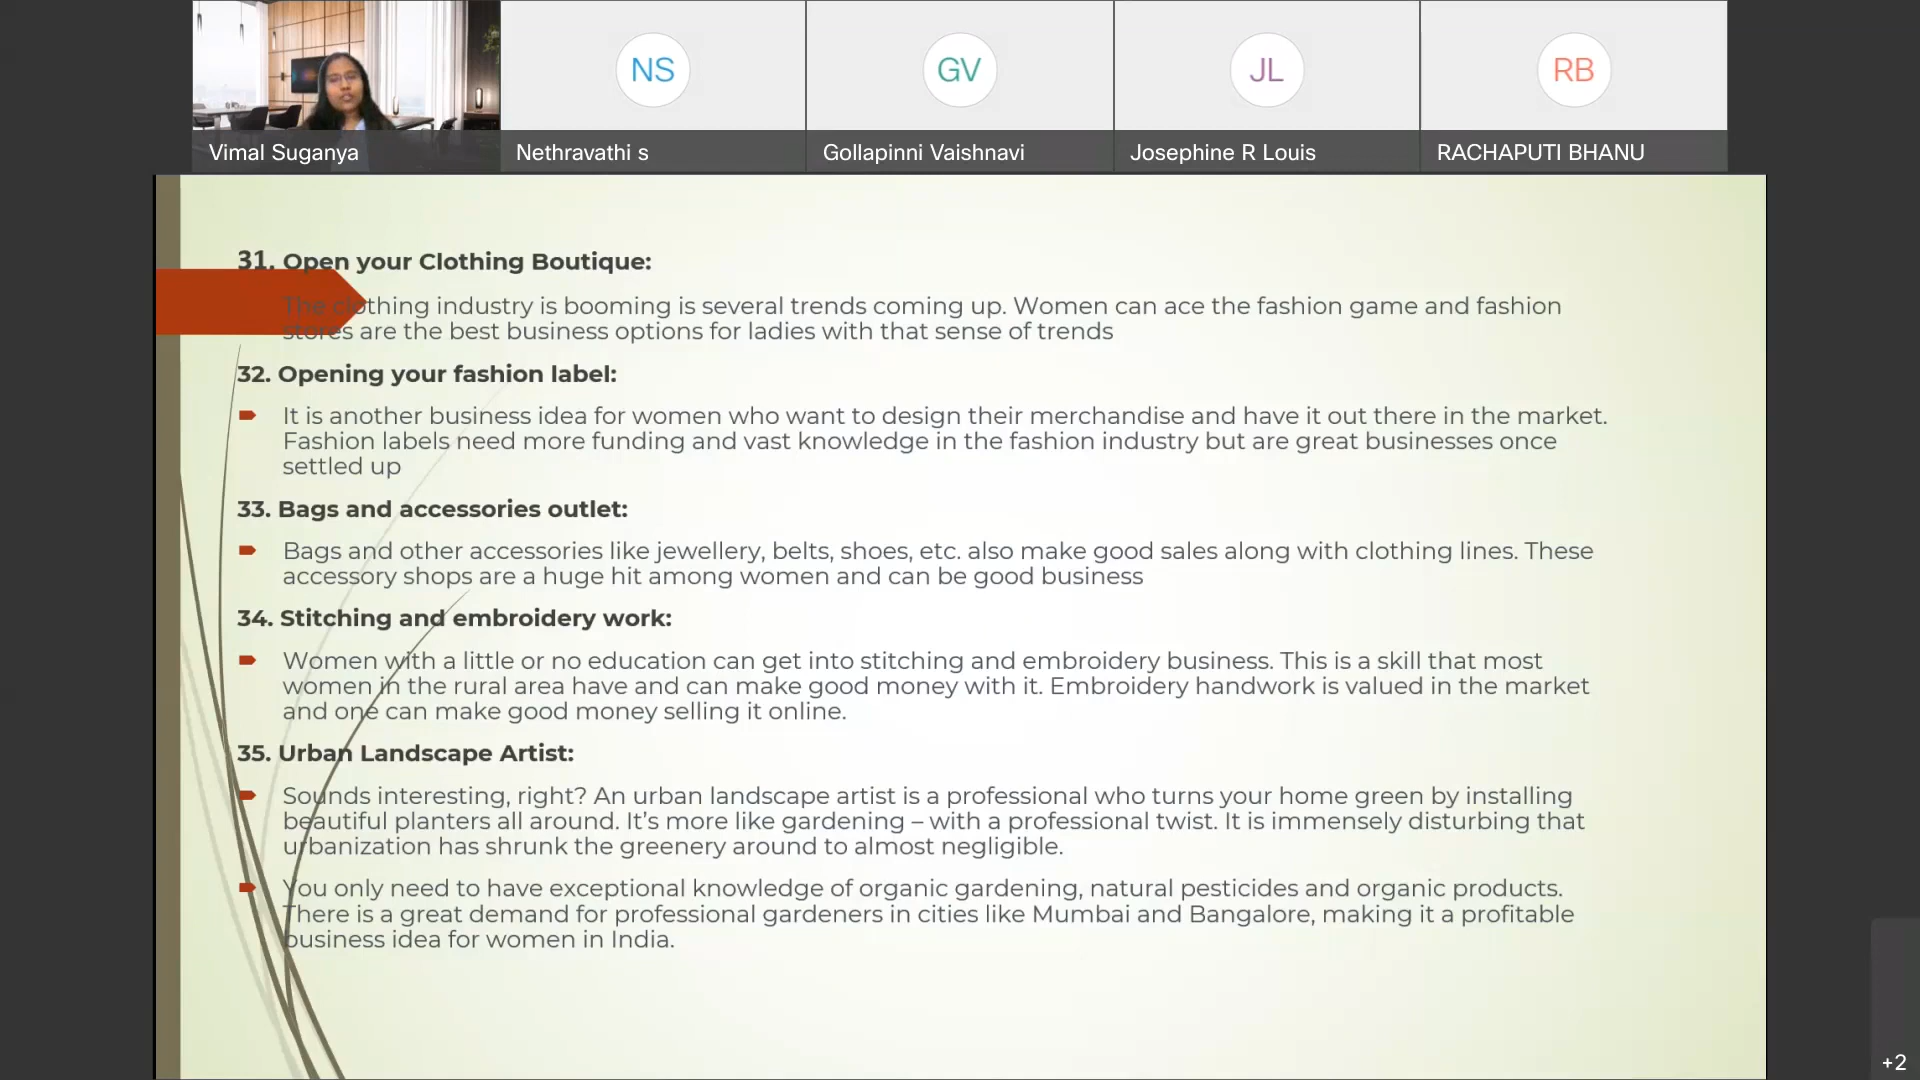 NS
GV
JL
RB
Vimal Suganya
Nethravathi s
Gollapinni Vaishnavi
Josephine R Louis
RACHAPUTI BHANU
31. Open your Clothing Boutique:
The clothing industry is booming is several trends coming up. Women can ace the fashion game and fashion
stores are the best business options for ladies with that sense of trends
32. Opening your fashion label:
It is another business idea for women who want to design their merchandise and have it out there in the market.
Fashion labels need more funding and vast knowledge in the fashion industry but are great businesses once
settled up
33. Bags and accessories outlet:
Bags and other accessories like jewellery, belts, shoes, etc. also make good sales along with clothing lines. These
accessory shops are a huge hit among women and can be good business
34. Stitching and embroidery work:
Women with a little or no education can get into stitching and embroidery business. This is a skill that most
women in the rural area have and can make good money with it. Embroidery handwork is valued in the market
and one can make good money selling it online.
35. Urban Landscape Artist:
Sounds interesting, right? An urban landscape artist is a professional who turns your home green by installing
beautiful planters all around. It’s more like gardening – with a professional twist. It is immensely disturbing that
urbanization has shrunk the greenery around to almost negligible.
You only need to have exceptional knowledge of organic gardening, natural pesticides and organic products.
There is a great demand for professional gardeners in cities like Mumbai and Bangalore, making it a profitable
business idea for women in India.
+2